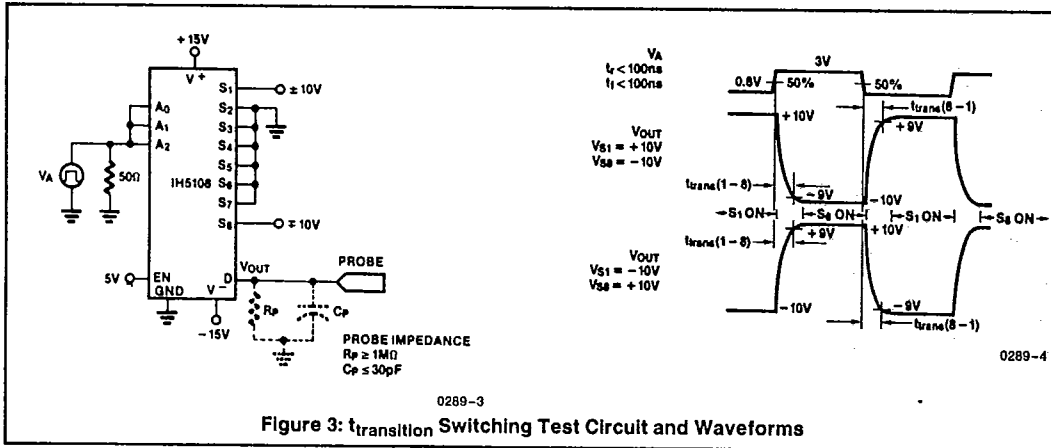 +15V
V+
A0
A1
A2
S1
S2
S3
S4
S5
S6
S7
S8
±10V
∓10V
IH5108
VA
50Ω
5V
EN
GND
V-
D
-15V
VOUT
PROBE
RP
CP
PROBE IMPEDANCE
RP ≥ 1MΩ
CP ≤ 30pF
0289-3
VA
tr < 100ns
tf < 100ns
0.8V
50%
3V
50%
ttrans(8-1)
+10V
+9V
VOUT
VS1 = +10V
VS8 = -10V
ttrans(1-8)
-9V
-10V
S1 ON
S8 ON
S1 ON
S8 ON
ttrans(1-8)
+9V
+10V
VOUT
VS1 = -10V
VS8 = +10V
-10V
-9V
ttrans(8-1)
0289-4
Figure 3: ttransition Switching Test Circuit and Waveforms